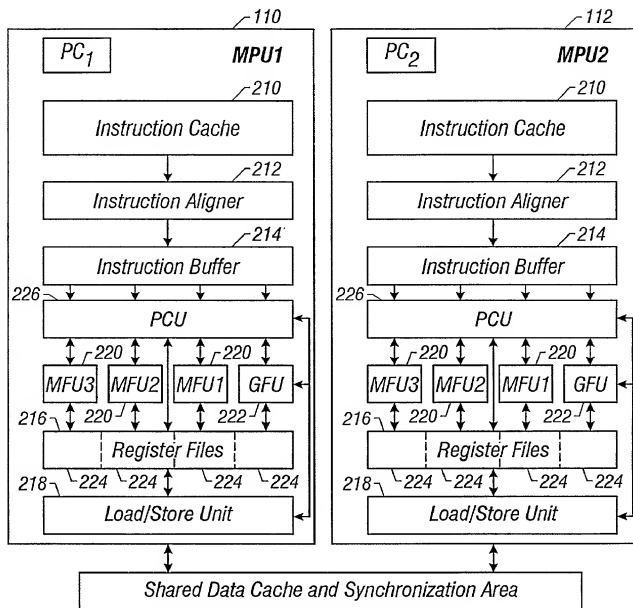 110
112
PC1 MPU1
PC2 MPU2
210
210
Instruction Cache
Instruction Cache
212
212
Instruction Aligner
Instruction Aligner
214
214
Instruction Buffer
Instruction Buffer
226
226
PCU
PCU
220 220
220 220
MFU3 MFU2 MFU1 GFU
MFU3 MFU2 MFU1 GFU
216 220 222
216 220 222
Register Files
Register Files
218 224 224 224 224
218 224 224 224 224
Load/Store Unit
Load/Store Unit
Shared Data Cache and Synchronization Area